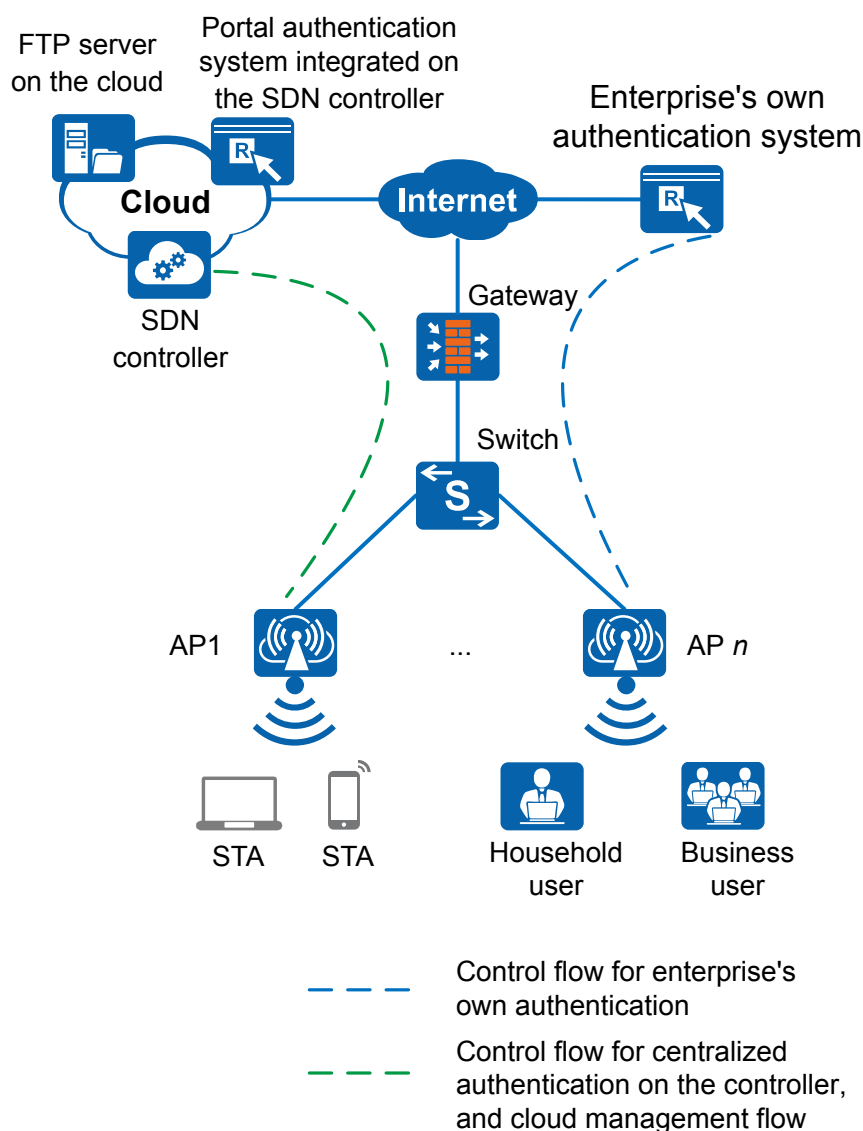 FTP server
on the cloud
Portal authentication
system integrated on
the SDN controller
Enterprise's own
authentication system
R
R
Cloud
Internet
SDN
controller
Gateway
Switch
S
AP1
...
AP n
STA
STA
Household
user
Business
user
Control flow for enterprise's
own authentication
Control flow for centralized
authentication on the controller,
and cloud management flow